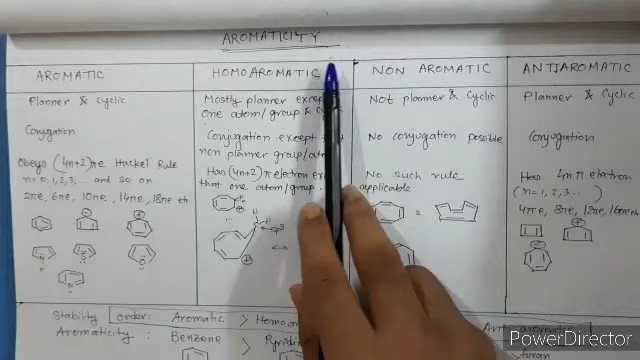 AROMATICITY
AROMATIC
Planner & Cyclic
Conjugation
Obeys (4n+2)πe Huckel Rule
n=0,1,2,3,... and so on
2πe, 6πe, 10πe, 14πe, 18πe etc
HOMOAROMATIC
Mostly planner except
one atom/group &
Conjugation except
non planner group/atom
Has (4n+2)πeletron
that one atom/group.
H
H
sp3
NON AROMATIC
Not planner & Cyclic
No conjugation possible
No such rule
applicable
=
ANTIAROMATIC
Planner & Cyclic
Conjugation
Has 4nπ electron
(n=1,2,3...
4πe, 8πe, 12πe, 16πe etc
Stability Order: Aromatic > Homo
Aromaticity: Benzene >
furan
PowerDirector